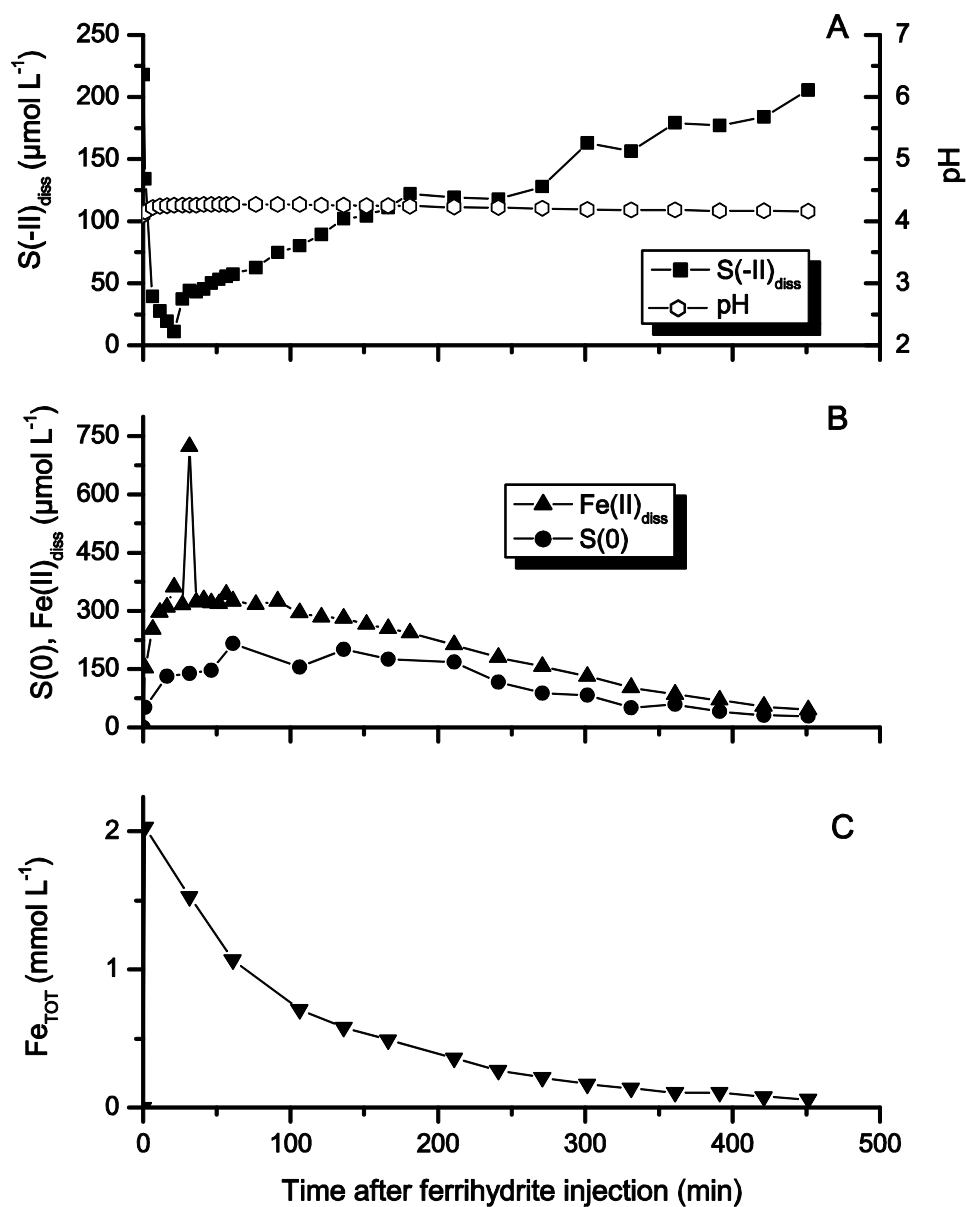 A
250
200
150
100
50
0
S(-II)diss (µmol L-1)
7
6
5
4
3
2
pH
S(-II)diss
pH
B
750
600
450
300
150
0
S(0), Fe(II)diss (µmol L-1)
Fe(II)diss
S(0)
C
2
1
0
FeTOT (mmol L-1)
0 100 200 300 400 500
Time after ferrihydrite injection (min)